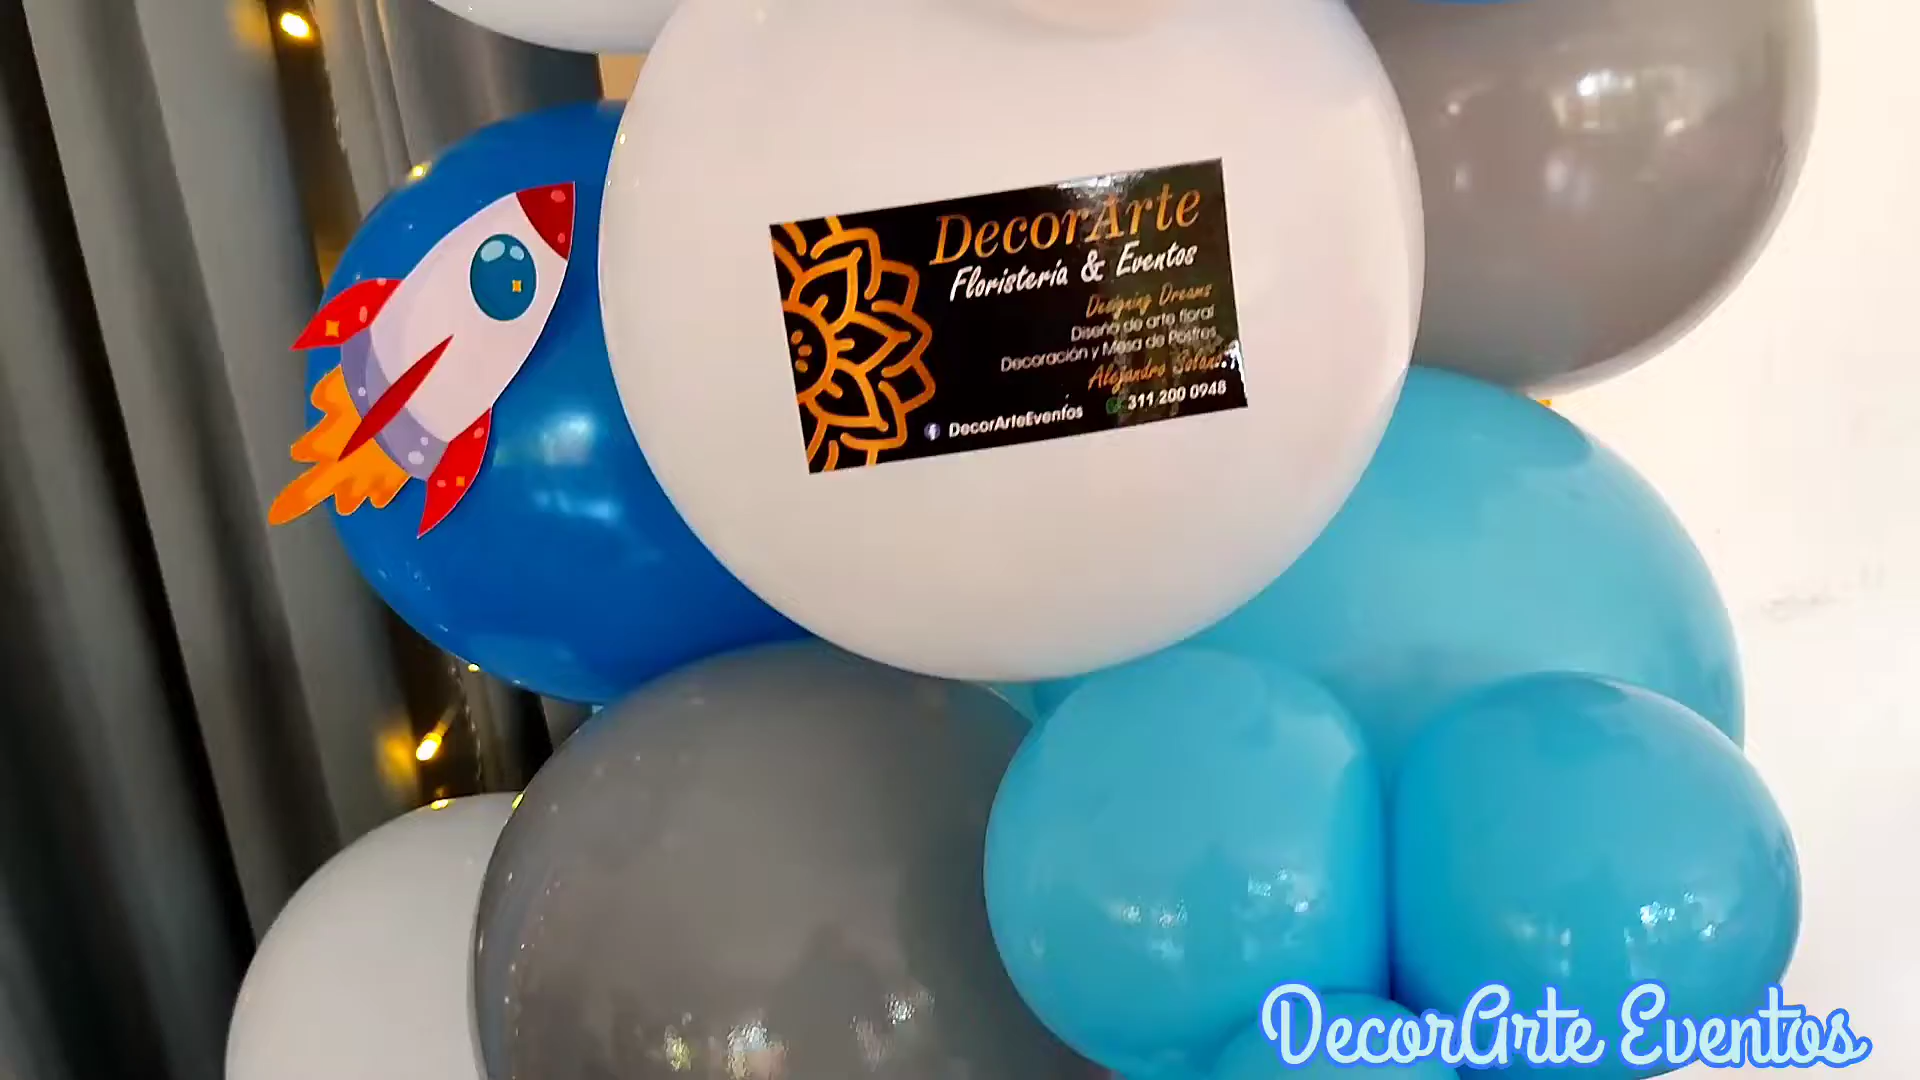 DecorArte
Floristería & Eventos
Designing Dreams
Diseño de arte floral
Decoración y Mesa de Postres
Alejandro
DecorArteEventos
311 200 0948
DecorArte Eventos